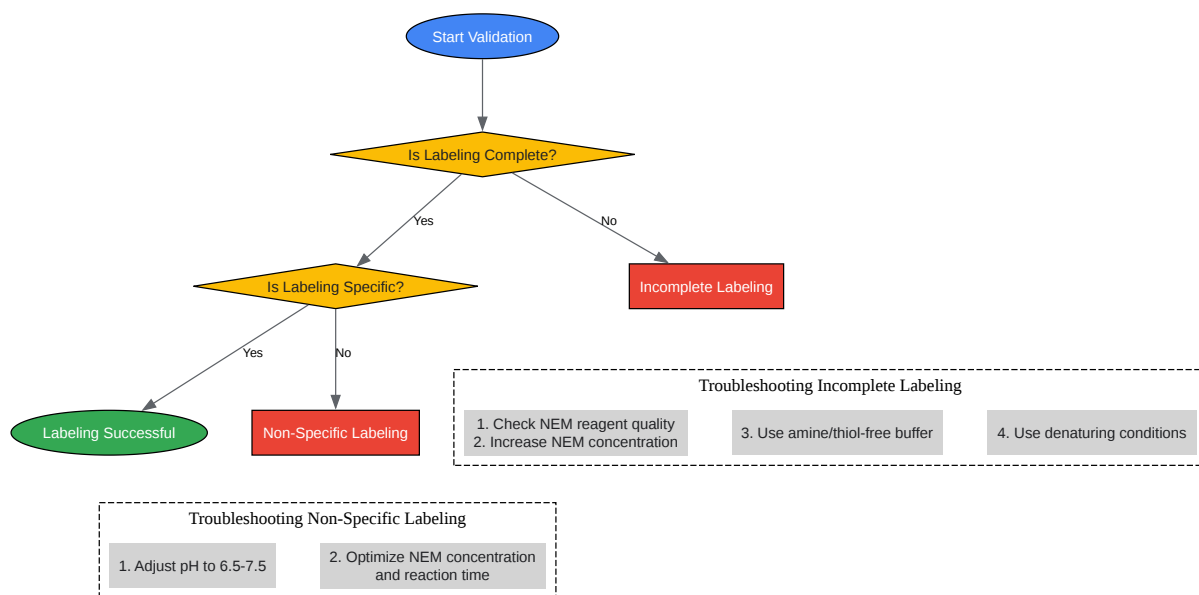 Start Validation
Is Labeling Complete?
Yes
No
Is Labeling Specific?
Incomplete Labeling
Yes
No
Labeling Successful
Non-Specific Labeling
Troubleshooting Incomplete Labeling
1. Check NEM reagent quality
2. Increase NEM concentration
3. Use amine/thiol-free buffer
4. Use denaturing conditions
Troubleshooting Non-Specific Labeling
1. Adjust pH to 6.5-7.5
2. Optimize NEM concentration
and reaction time